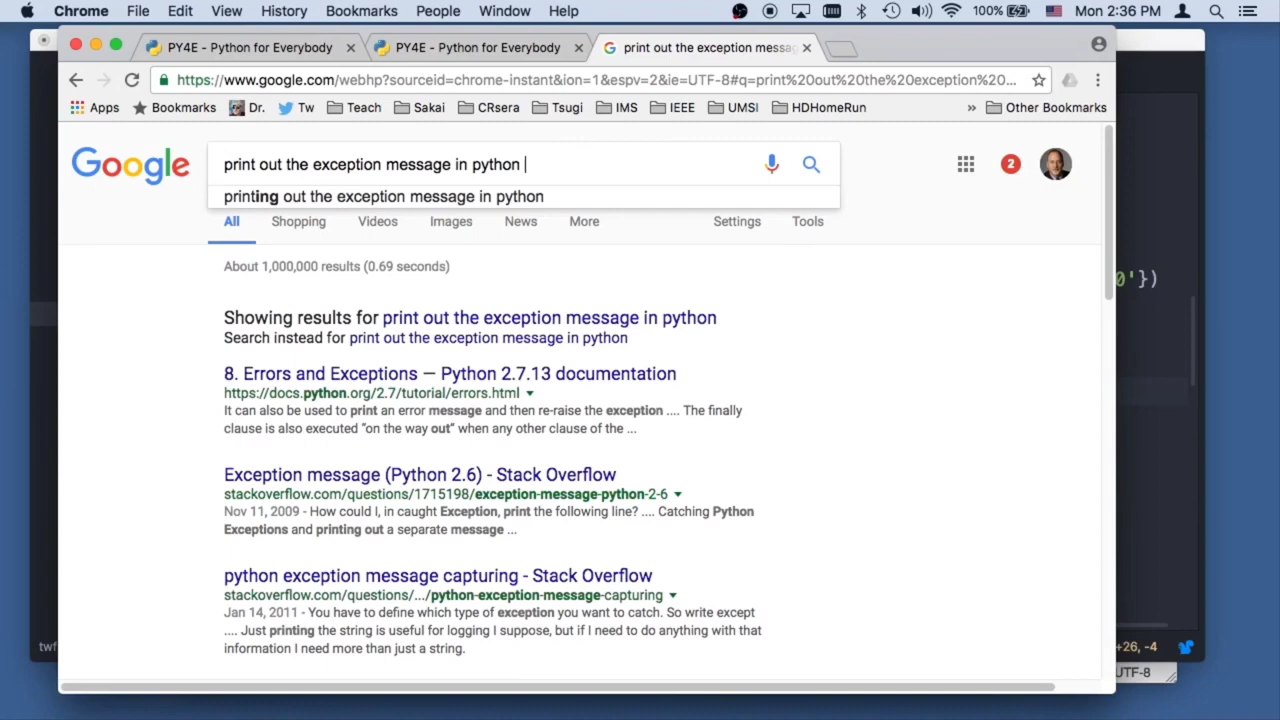 Chrome File Edit View History Bookmarks People Window Help 100% Mon 2:36 PM
PY4E - Python for Everybody PY4E - Python for Everybody print out the exception messag
https://www.google.com/webhp?sourceid=chrome-instant&ion=1&espv=2&ie=UTF-8#q=print%20out%20the%20exception%20...
Apps Bookmarks Dr. Tw Teach Sakai CRsera Tsugi IMS IEEE UMSI HDHomeRun » Other Bookmarks
Google print out the exception message in python 2
printing out the exception message in python
All Shopping Videos Images News More Settings Tools
About 1,000,000 results (0.69 seconds)
0'})
Showing results for print out the exception message in python
Search instead for print out the exception message in python
8. Errors and Exceptions — Python 2.7.13 documentation
https://docs.python.org/2.7/tutorial/errors.html
It can also be used to print an error message and then re-raise the exception .... The finally
clause is also executed “on the way out” when any other clause of the ...
Exception message (Python 2.6) - Stack Overflow
stackoverflow.com/questions/1715198/exception-message-python-2-6
Nov 11, 2009 - How could I, in caught Exception, print the following line? .... Catching Python
Exceptions and printing out a separate message ...
python exception message capturing - Stack Overflow
stackoverflow.com/questions/.../python-exception-message-capturing
Jan 14, 2011 - You have to define which type of exception you want to catch. So write except
.... Just printing the string is useful for logging I suppose, but if I need to do anything with that
information I need more than just a string.
twf +26, -4
UTF-8